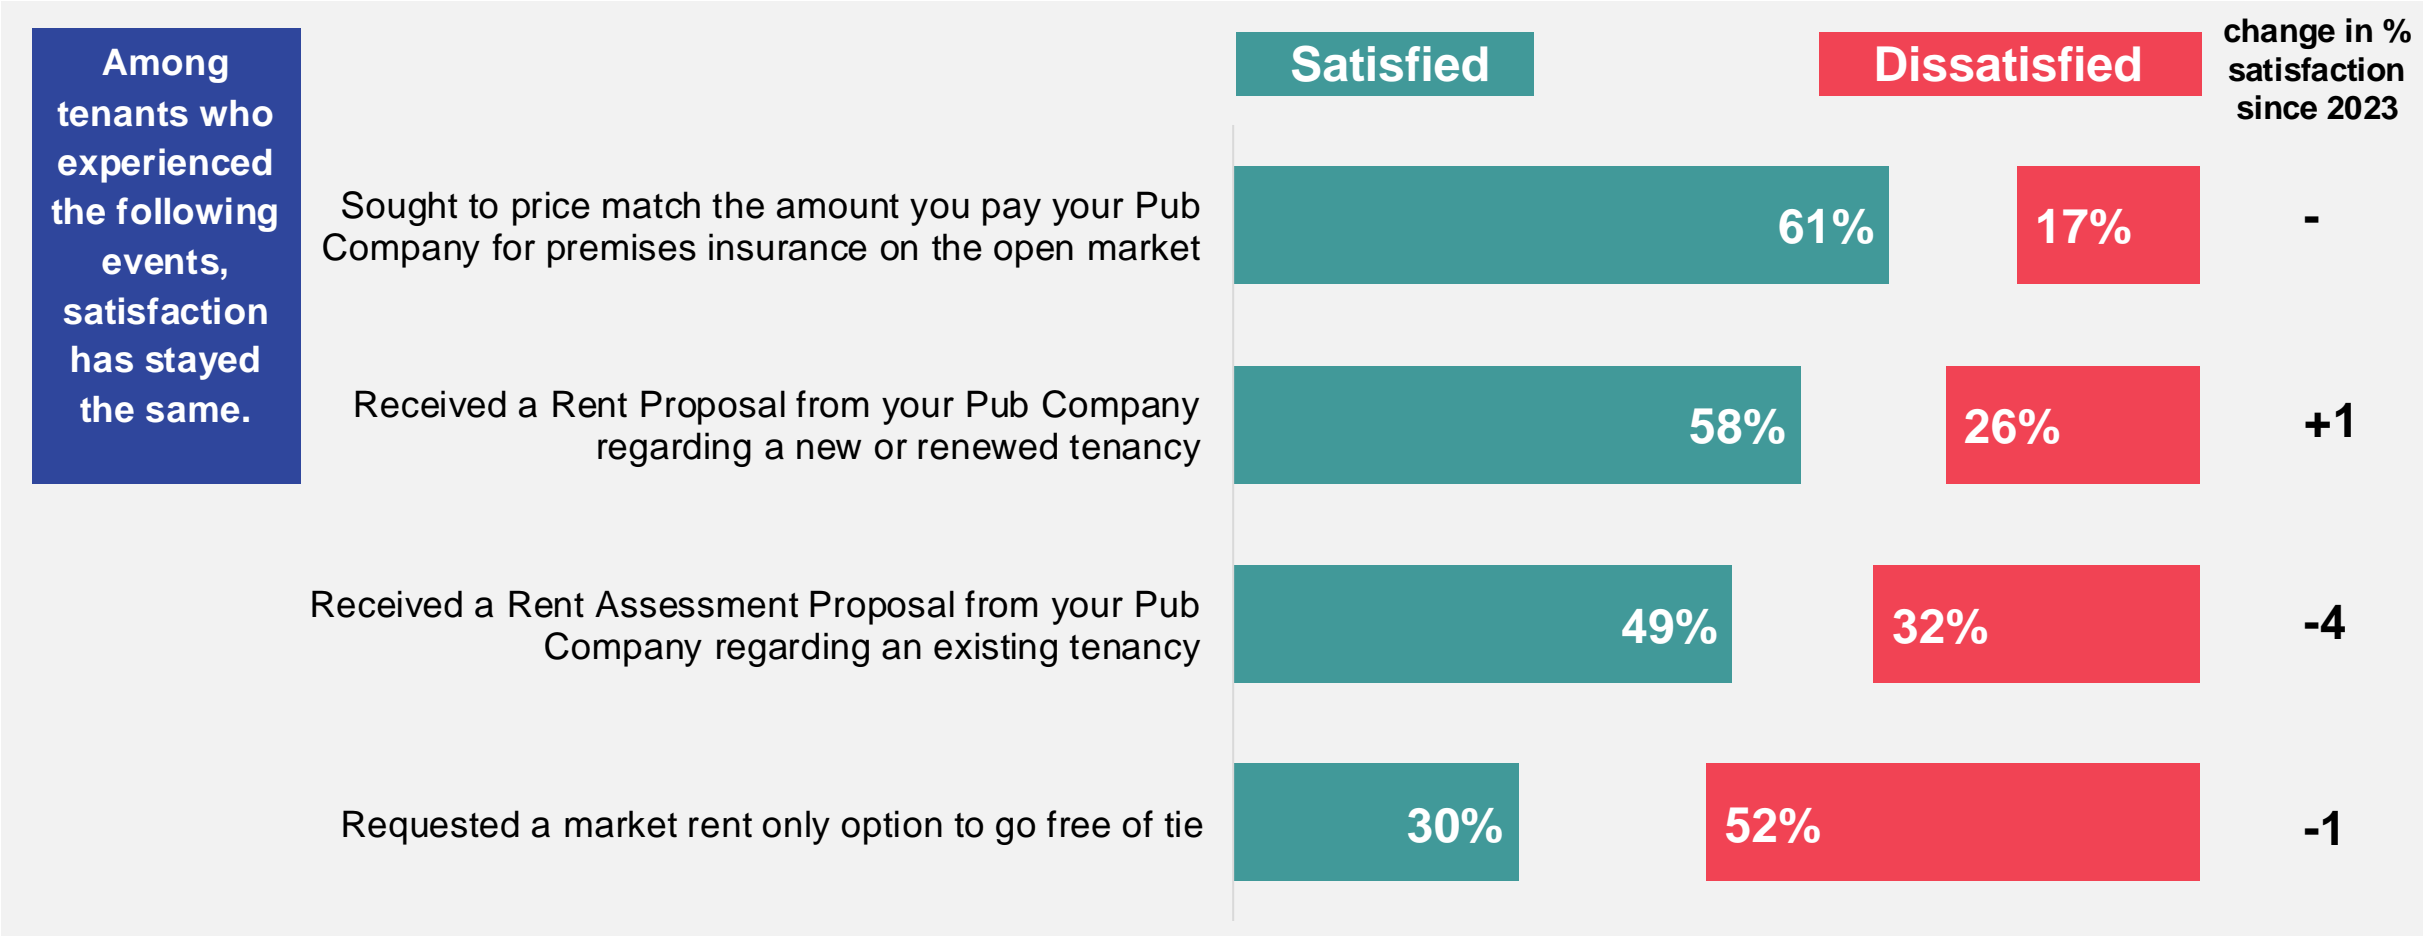 Among
tenants who
experienced
the following
events,
satisfaction
has stayed
the same.
Satisfied
Dissatisfied
change in %
satisfaction
since 2023
Sought to price match the amount you pay your Pub
Company for premises insurance on the open market
61%
17%
-
Received a Rent Proposal from your Pub Company
regarding a new or renewed tenancy
58%
26%
+1
Received a Rent Assessment Proposal from your Pub
Company regarding an existing tenancy
49%
32%
-4
Requested a market rent only option to go free of tie
30%
52%
-1